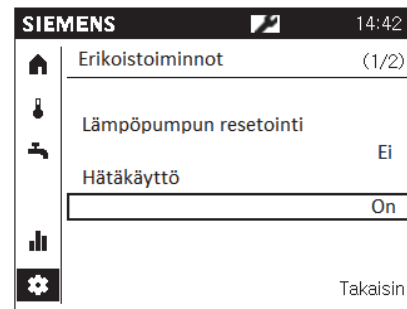 SIEMENS 14:42
Erikoistoiminnot (1/2)
Lämpöpumpun resetointi
Ei
Hätäkäyttö
On
Takaisin